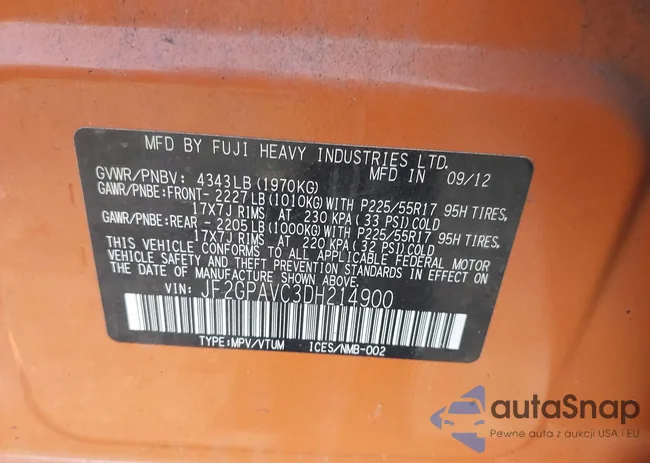 MFD BY FUJI HEAVY INDUSTRIES LTD.
GVWR/PNBV: 4343LB(1970KG) MFD IN 09/12
GAWR/PNBE:FRONT- 2227LB(1010KG)WITH P225/55R17 95H TIRES,
17X7J RIMS AT 230 KPA(33 PSI)COLD
GAWR/PNBE:REAR - 2205LB(1000KG)WITH P225/55R17 95H TIRES,
17X7J RIMS AT 220 KPA(32 PSI)COLD
THIS VEHICLE CONFORMS TO ALL APPLICABLE FEDERAL MOTOR
VEHICLE SAFETY AND THEFT PREVENTION STANDARDS IN EFFECT
ON THE DATE OF MANUFACTURE SHOWN ABOVE.
VIN: JF2GPAVC3DH214900
TYPE:MPV/VTUM ICES/NMB-002
autaSnap
Pewne auta z aukcji USA i EU